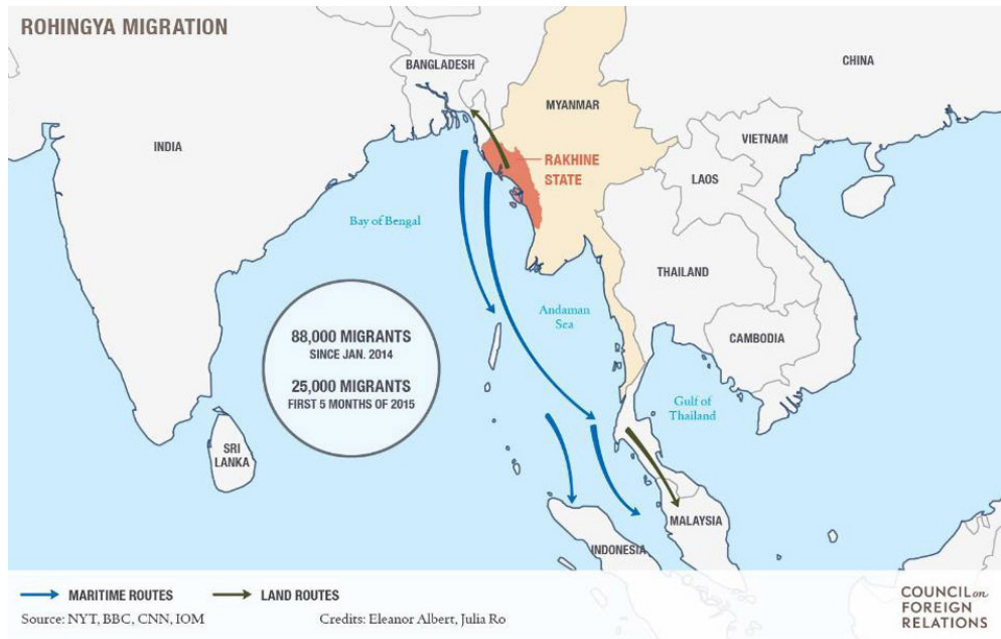 ROHINGYA MIGRATION
BANGLADESH
CHINA
MYANMAR
INDIA
VIETNAM
RAKHINE
STATE
LAOS
Bay of Bengal
THAILAND
Andaman
Sea
88,000 MIGRANTS
SINCE JAN. 2014
25,000 MIGRANTS
FIRST 5 MONTHS OF 2015
CAMBODIA
Gulf of
Thailand
SRI
LANKA
MALAYSIA
INDONESIA
MARITIME ROUTES
LAND ROUTES
Source: NYT, BBC, CNN, IOM
Credits: Eleanor Albert, Julia Ro
COUNCIL on
FOREIGN
RELATIONS